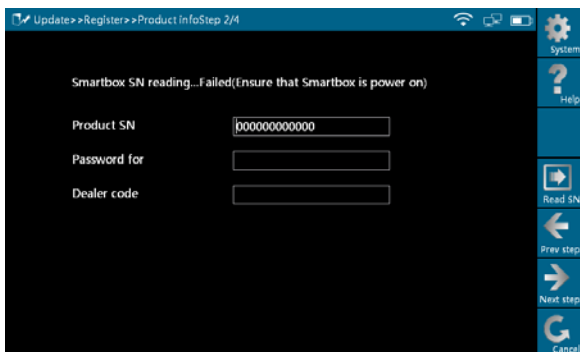 Update>>Register>>Product infoStep 2/4
System
Help
Smartbox SN reading...Failed(Ensure that Smartbox is power on)
Product SN 000000000000
Password for
Dealer code
Read SN
Prev step
Next step
Cancel